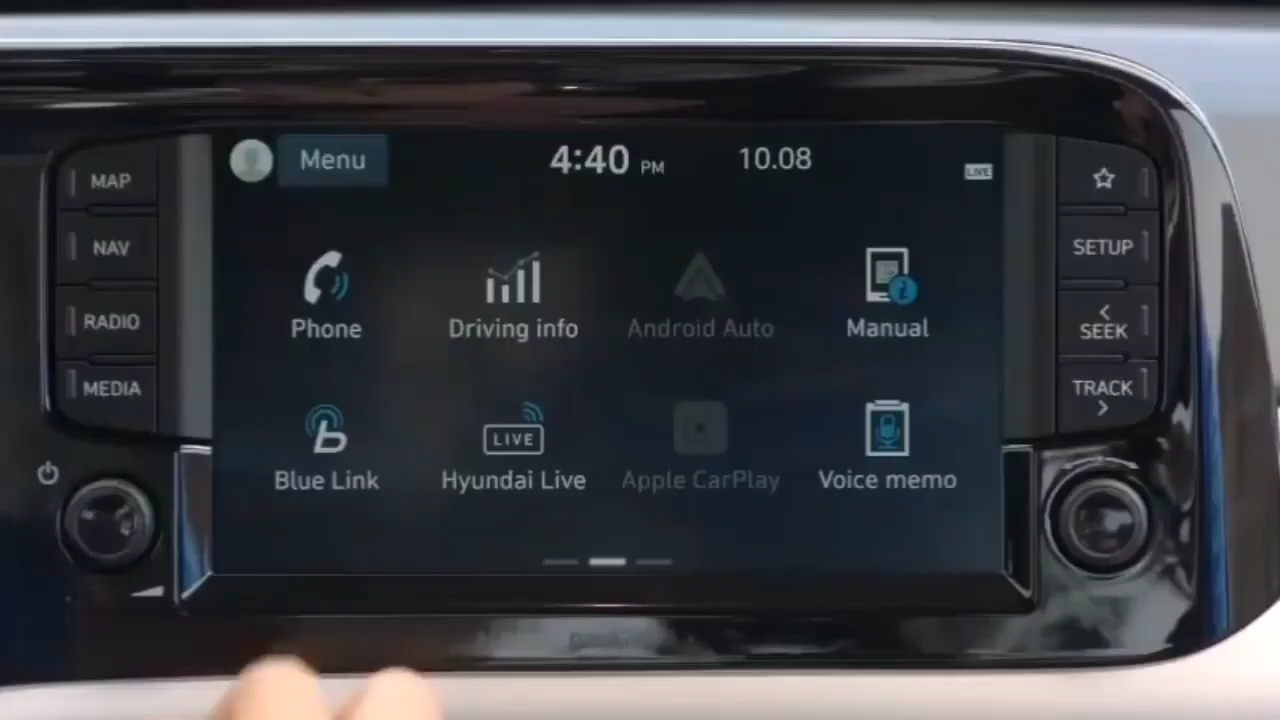 Menu
4:40 PM
10.08
LIVE
MAP
NAV
RADIO
MEDIA
Phone
Driving info
Android Auto
Manual
Blue Link
LIVE
Hyundai Live
Apple CarPlay
Voice memo
SETUP
< SEEK
TRACK >